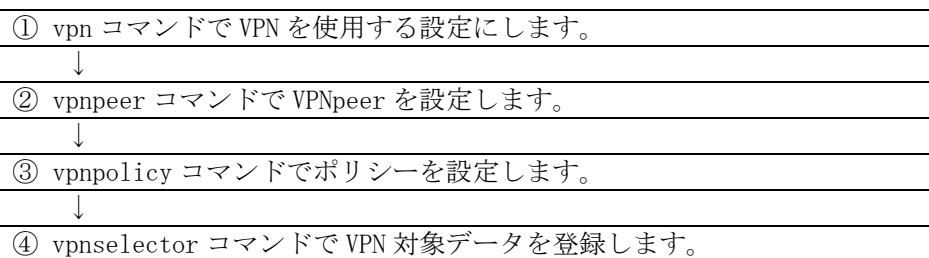 ① vpn コマンドで VPN を使用する設定にします。
↓
② vpnpeer コマンドで VPNpeer を設定します。
↓
③ vpnpolicy コマンドでポリシーを設定します。
↓
④ vpnselector コマンドで VPN 対象データを登録します。